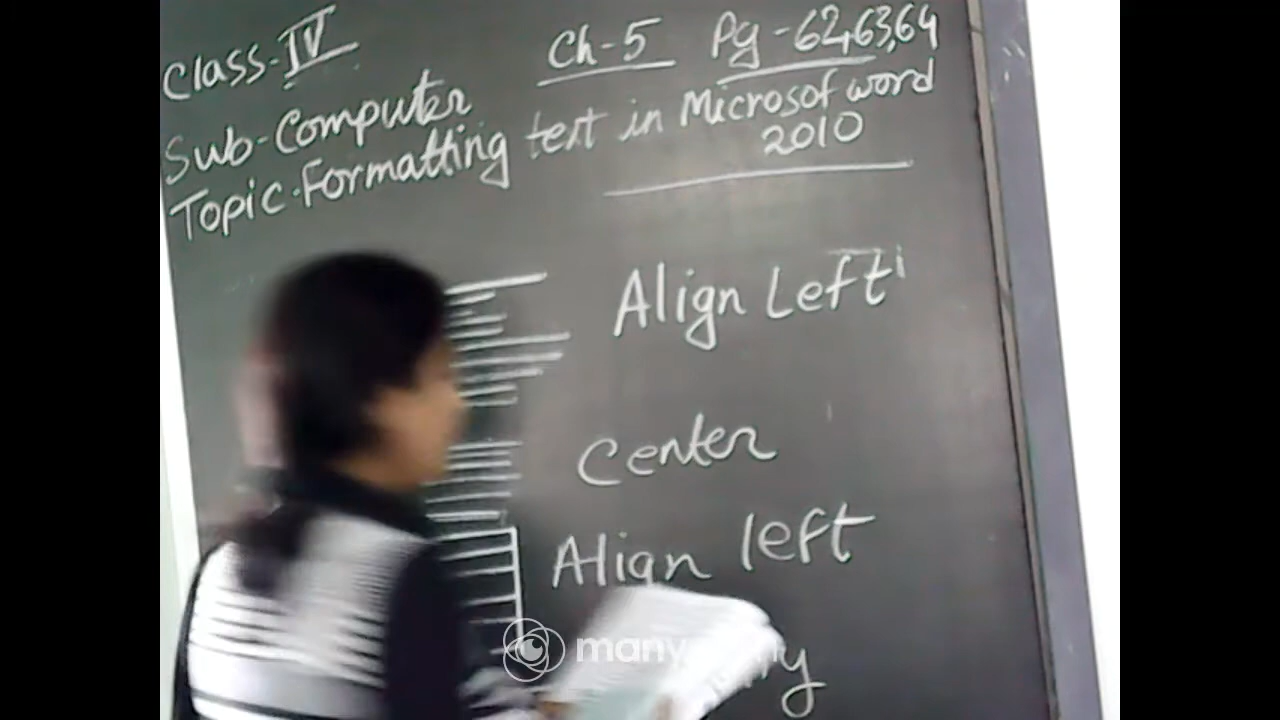 Class-IV Ch-5 Pg-62,63,64
Sub-Computer
Topic-Formatting text in Microsof word
2010
Align Left
Center
Align left
many